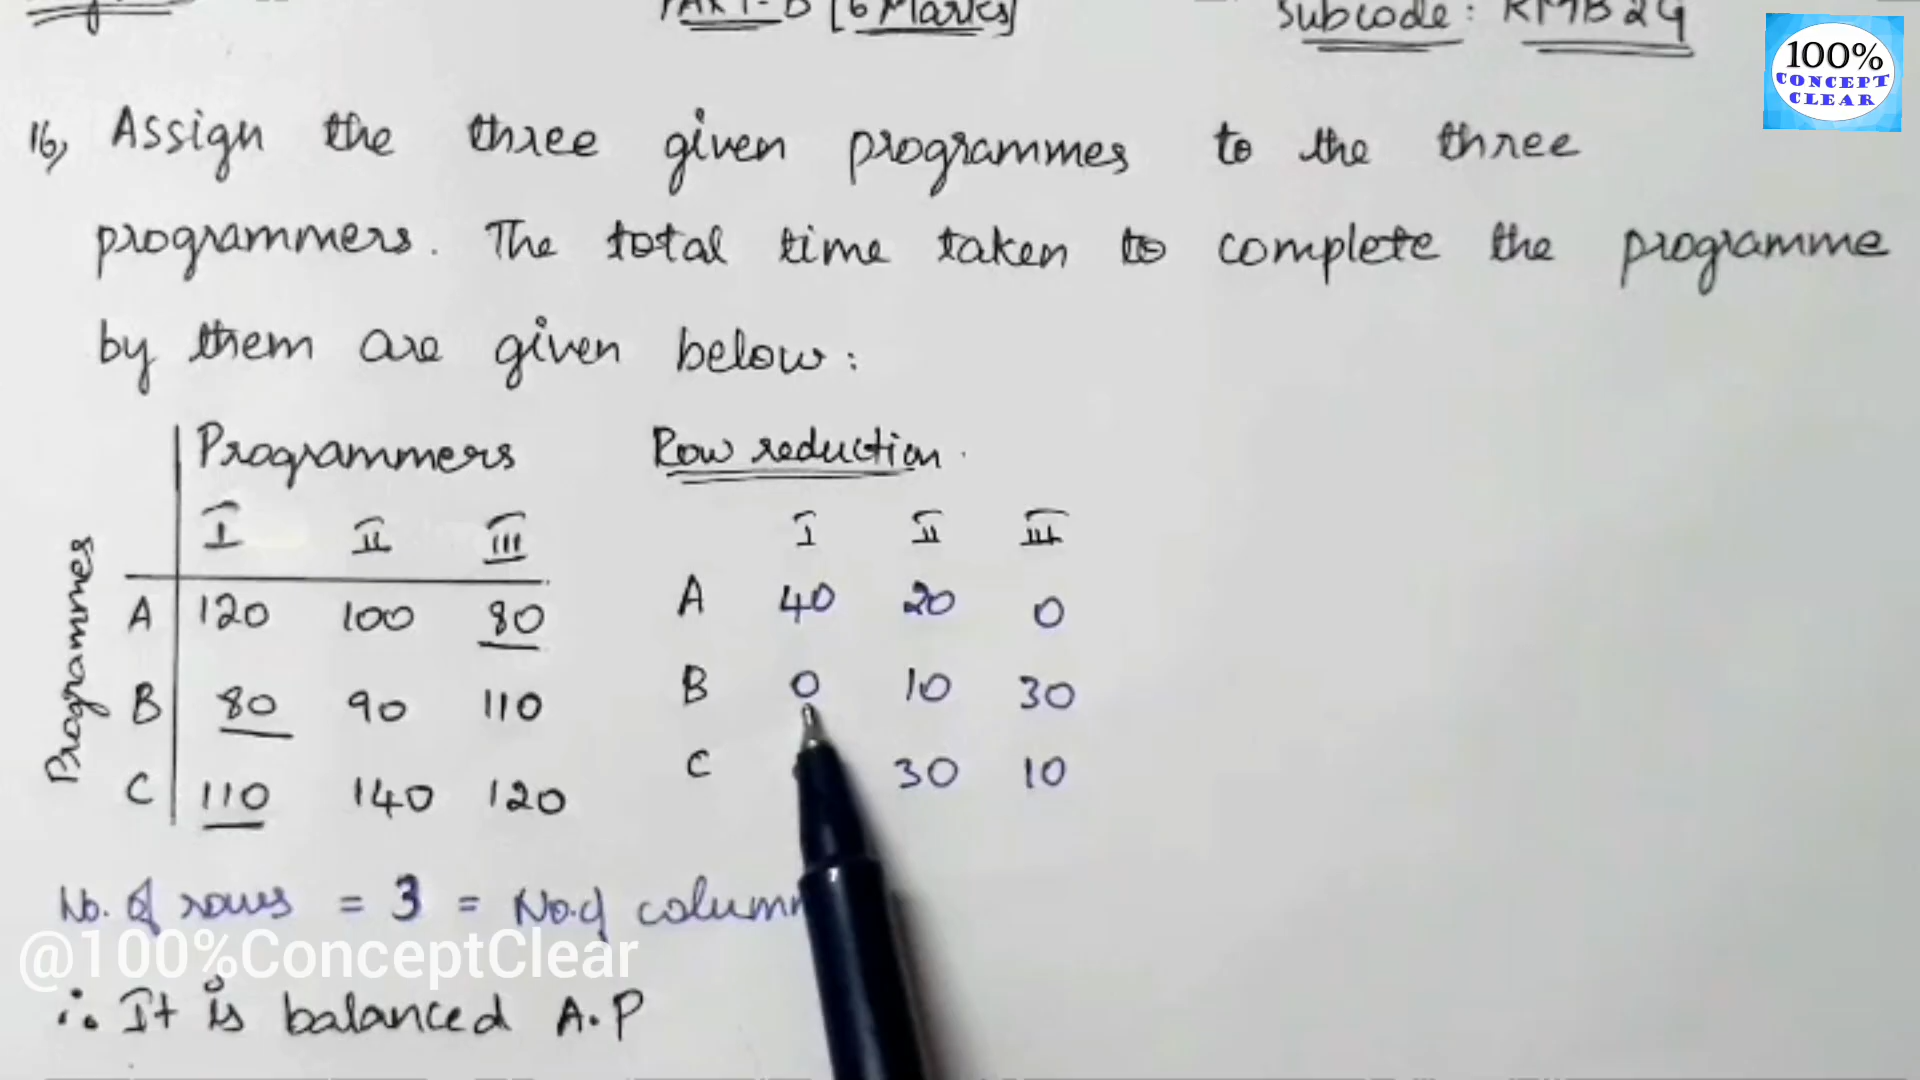 PART-B [6 Marks]
Subcode: RMB2G
100%
CONCEPT
CLEAR
16, Assign the three given programmes to the three
programmers. The total time taken to complete the programme
by them are given below:
Programmers
I II III
Programmes
A 120 100 80
B 80 90 110
C 110 140 120
Row reduction.
I II III
A 40 20 0
B 0 10 30
C 30 10
No. of rows = 3 = No.of column
@100%ConceptClear
∴ It is balanced A.P